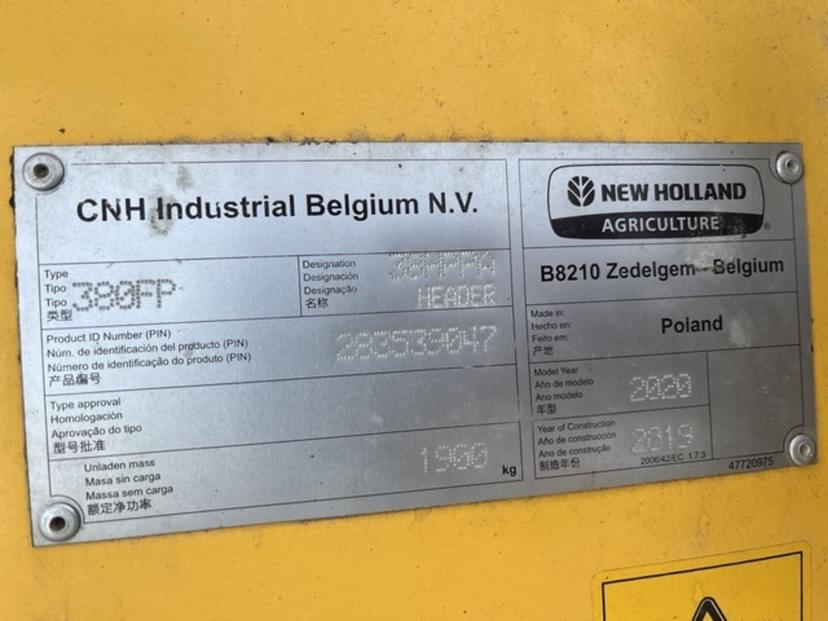 CNH Industrial Belgium N.V.
NEW HOLLAND
AGRICULTURE
B8210 Zedelgem - Belgium
Type
Tipo
Tipo
类型
380FP
Designation
Designación
Designação
名称
HEADER
Made in:
Hecho en:
Feito em:
产地
Poland
Product ID Number (PIN)
Núm. de identificación del producto (PIN)
Número de identificação do produto (PIN)
产品编号
283539047
Model Year
Año de modelo
Ano modelo
年型
2020
Type approval
Homologación
Aprovação do tipo
型号批准
Year of Construction
Año de construcción
Ano de construção
制造年份
2019
2006/42/EC 1.7.3
47720975
Unladen mass
Masa sin carga
Massa sem carga
额定净功率
1900 kg